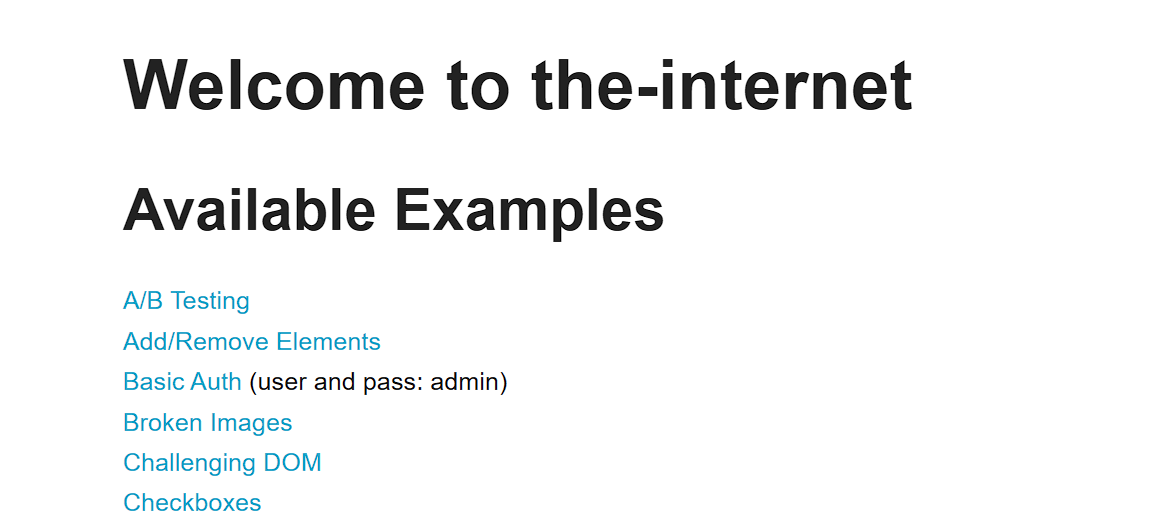 Welcome to the-internet
Available Examples
A/B Testing
Add/Remove Elements
Basic Auth (user and pass: admin)
Broken Images
Challenging DOM
Checkboxes